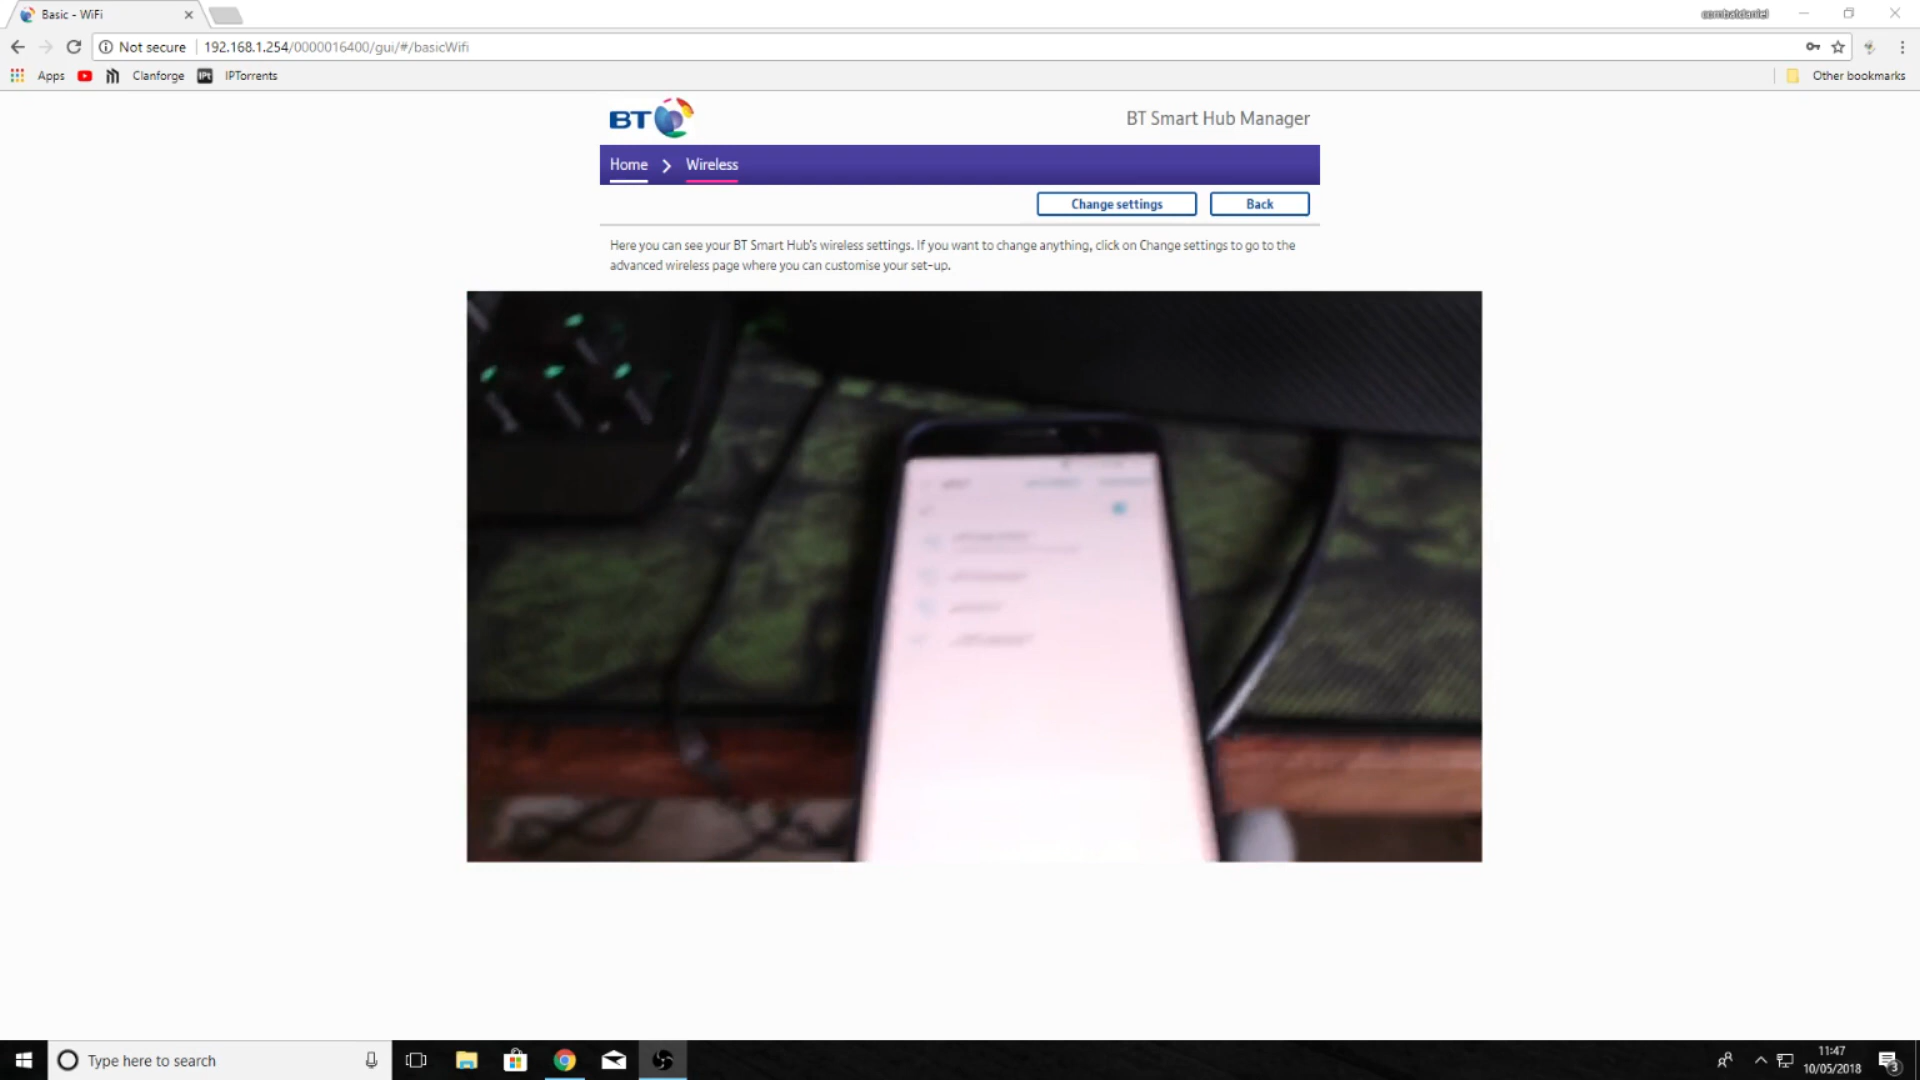 Basic - WiFi
combatdaniel
Not secure
192.168.1.254/0000016400/gui/#/basicWifi
Apps
Clanforge
IPT
IPTorrents
Other bookmarks
BT
BT Smart Hub Manager
Home > Wireless
Change settings
Back
Here you can see your BT Smart Hub's wireless settings. If you want to change anything, click on Change settings to go to the
advanced wireless page where you can customise your set-up.
Type here to search
11:47
10/05/2018
3